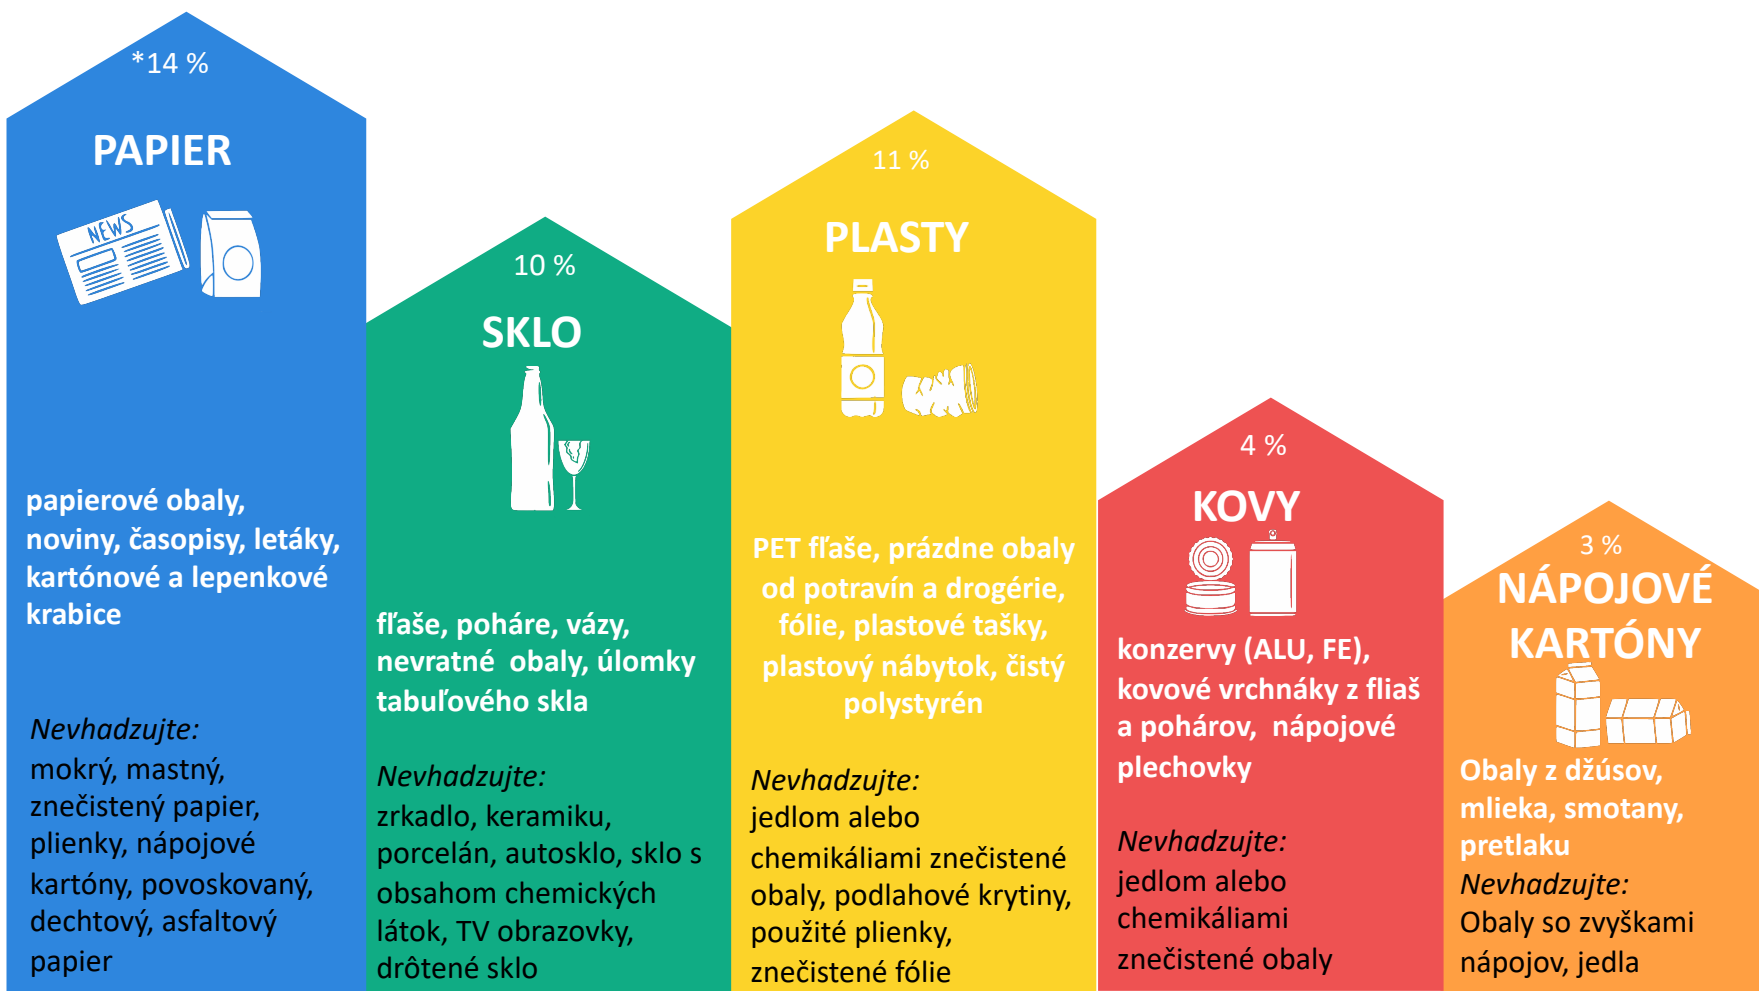 *14 %
PAPIER
NEWS
papierové obaly,
noviny, časopisy, letáky,
kartónové a lepenkové
krabice
Nevhadzujte:
mokrý, mastný,
znečistený papier,
plienky, nápojové
kartóny, povoskovaný,
dechtový, asfaltový
papier
10 %
SKLO
fľaše, poháre, vázy,
nevratné  obaly, úlomky
tabuľového skla
Nevhadzujte:
zrkadlo, keramiku,
porcelán, autosklo, sklo s
obsahom chemických
látok, TV obrazovky,
drôtené sklo
11 %
PLASTY
PET fľaše, prázdne obaly
od potravín a drogérie,
fólie, plastové tašky,
plastový nábytok, čistý
polystyrén
Nevhadzujte:
jedlom alebo
chemikáliami znečistené
obaly, podlahové krytiny,
použité plienky,
znečistené fólie
4 %
KOVY
konzervy (ALU, FE),
kovové vrchnáky z fliaš
a pohárov,  nápojové
plechovky
Nevhadzujte:
jedlom alebo
chemikáliami
znečistené obaly
3 %
NÁPOJOVÉ
KARTÓNY
Obaly z džúsov,
mlieka, smotany,
pretlaku
Nevhadzujte:
Obaly so zvyškami
nápojov, jedla